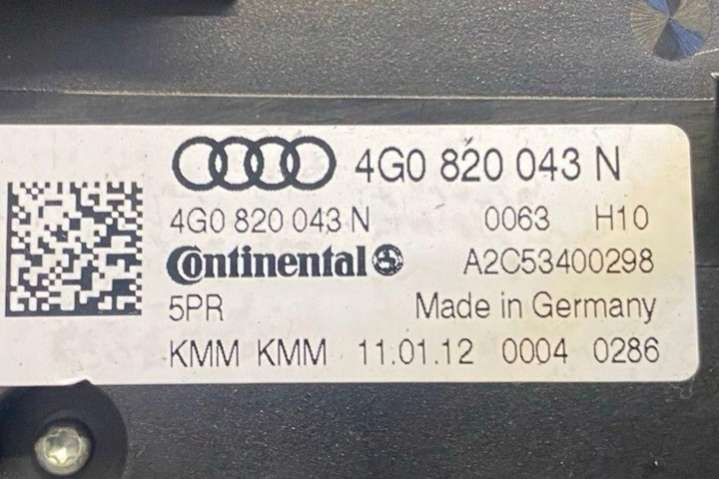 4G0 820 043 N
4G0 820 043 N 0063 H10
Continental A2C53400298
5PR Made in Germany
KMM KMM 11.01.12 0004 0286